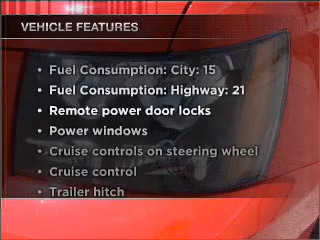 VEHICLE FEATURES
• Fuel Consumption: City: 15
• Fuel Consumption: Highway: 21
• Remote power door locks
• Power windows
• Cruise controls on steering wheel
• Cruise control
• Trailer hitch